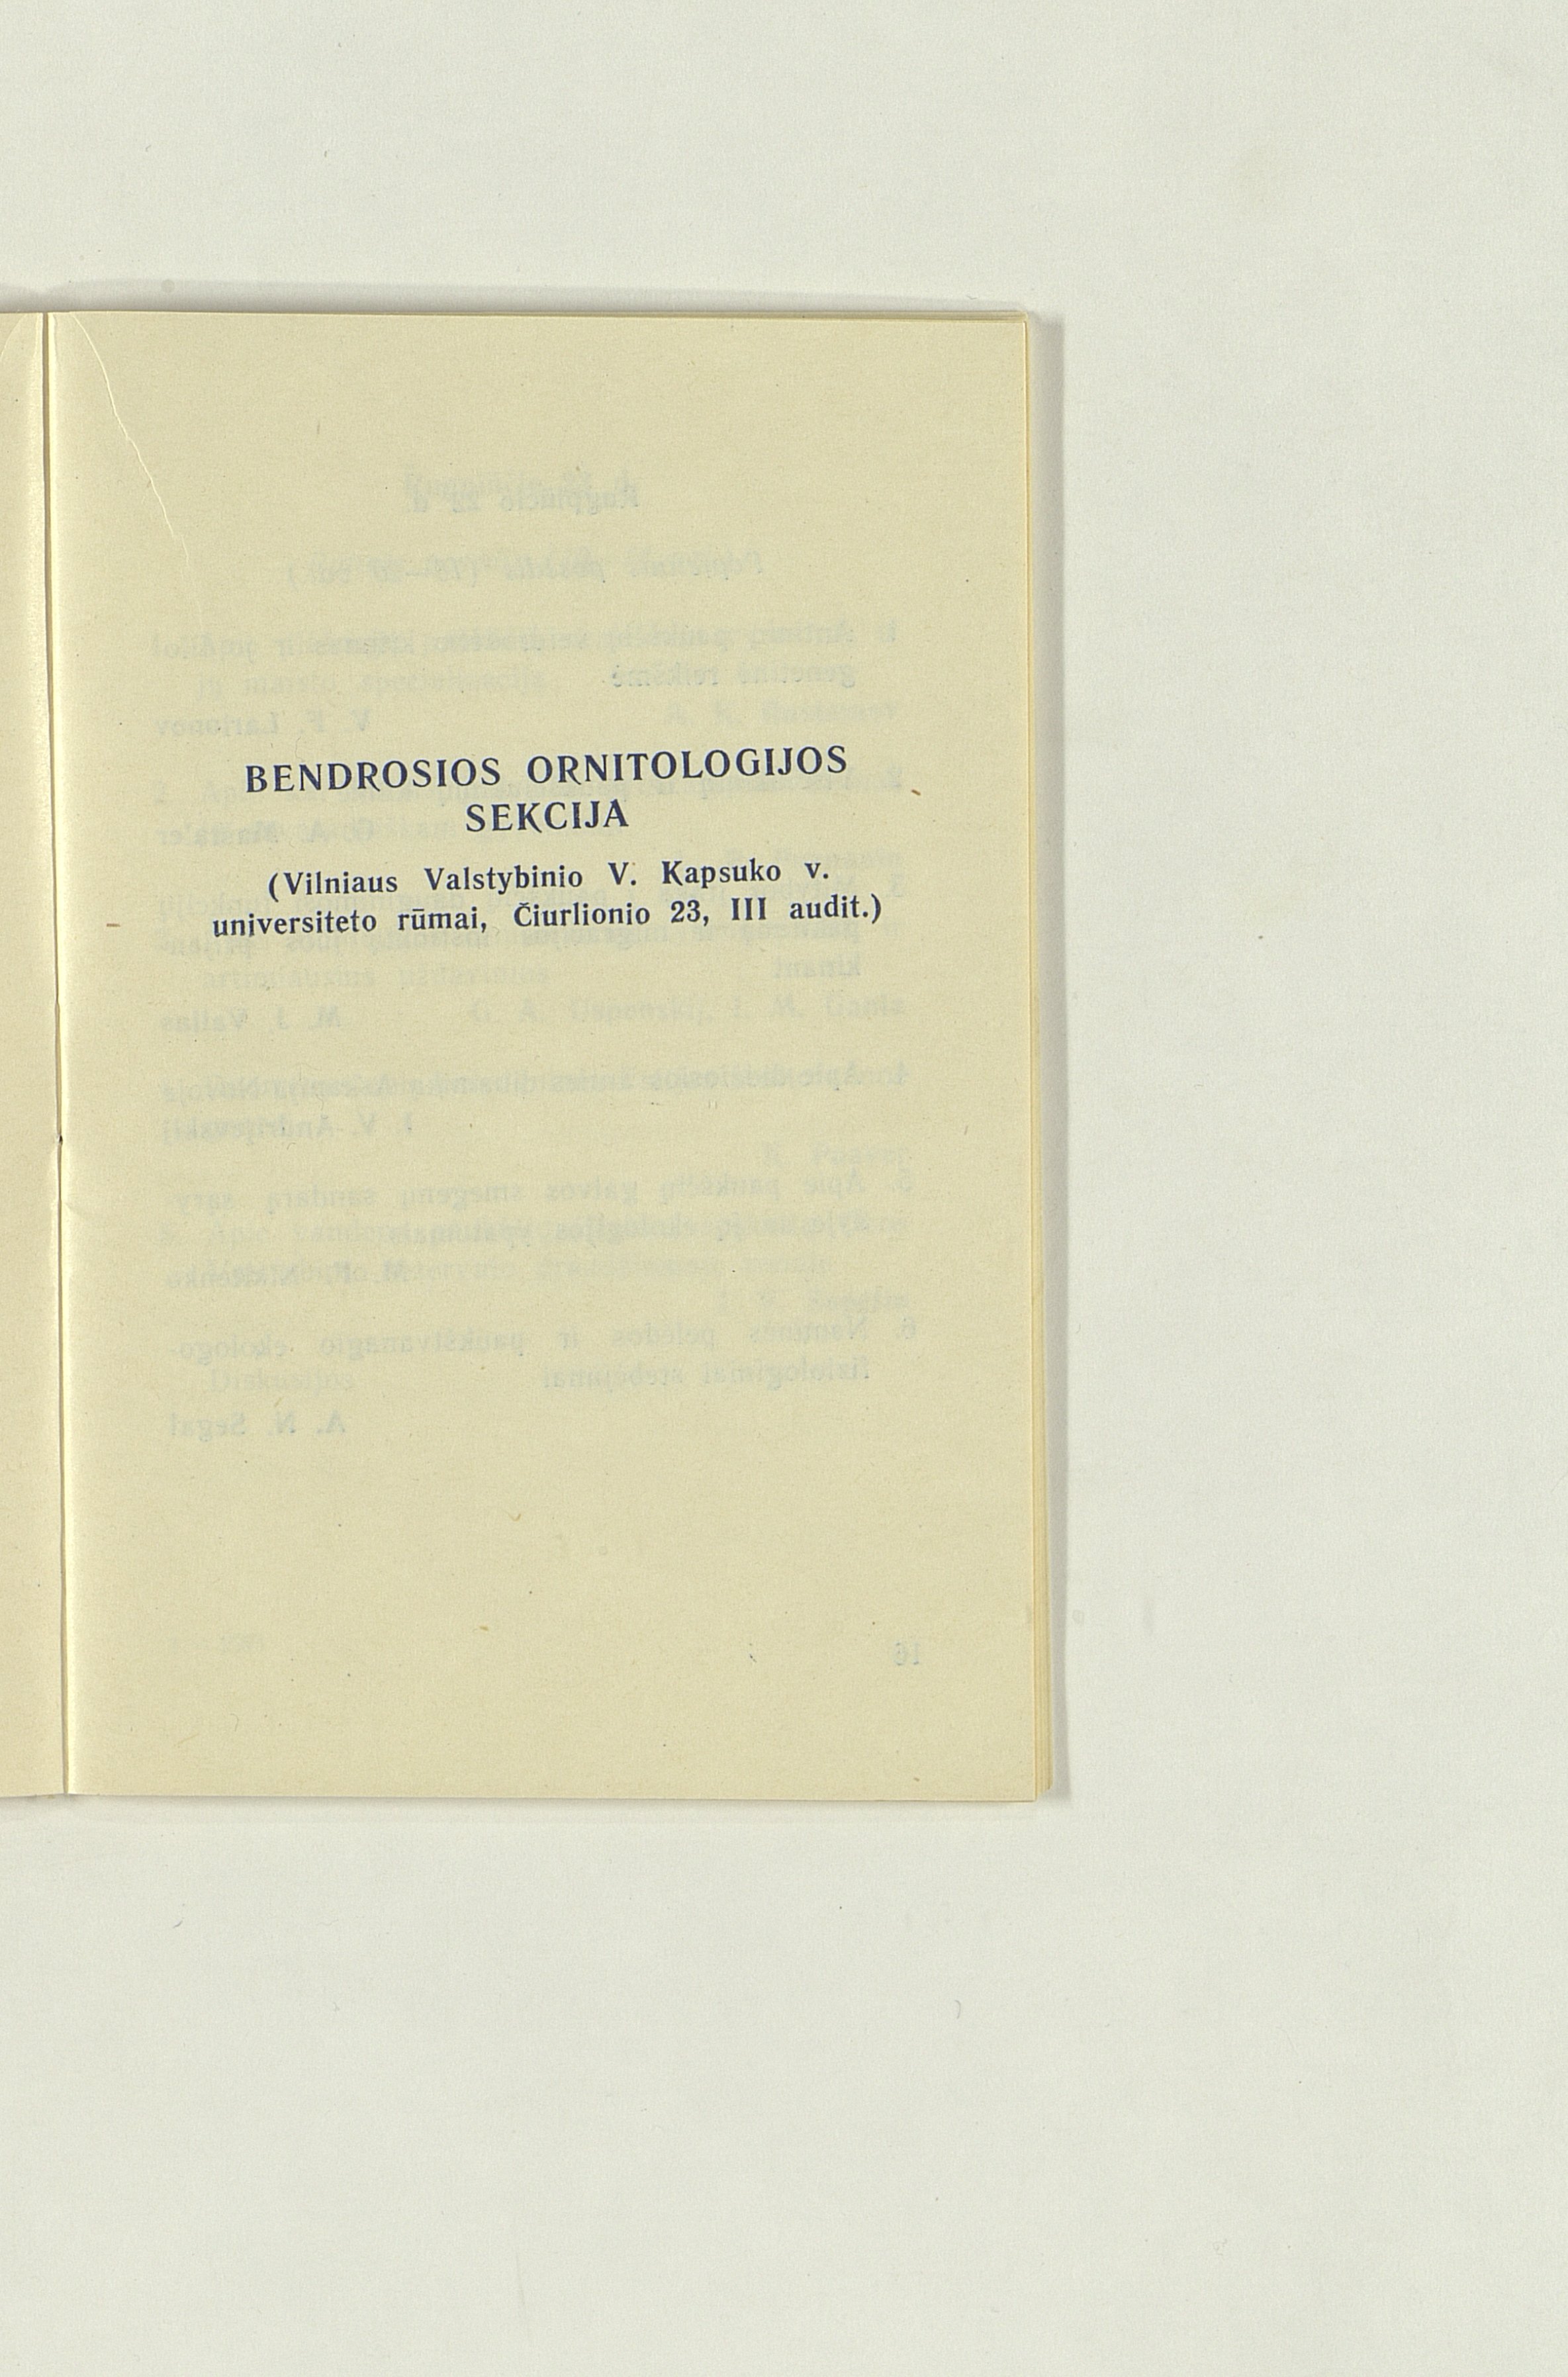 BENDROSIOS ORNITOLOGIJOS
SEKCIJA
(Vilniaus Valstybinio V. Kapsuko v.
universiteto rūmai, Čiurlionio 23, III audit.)